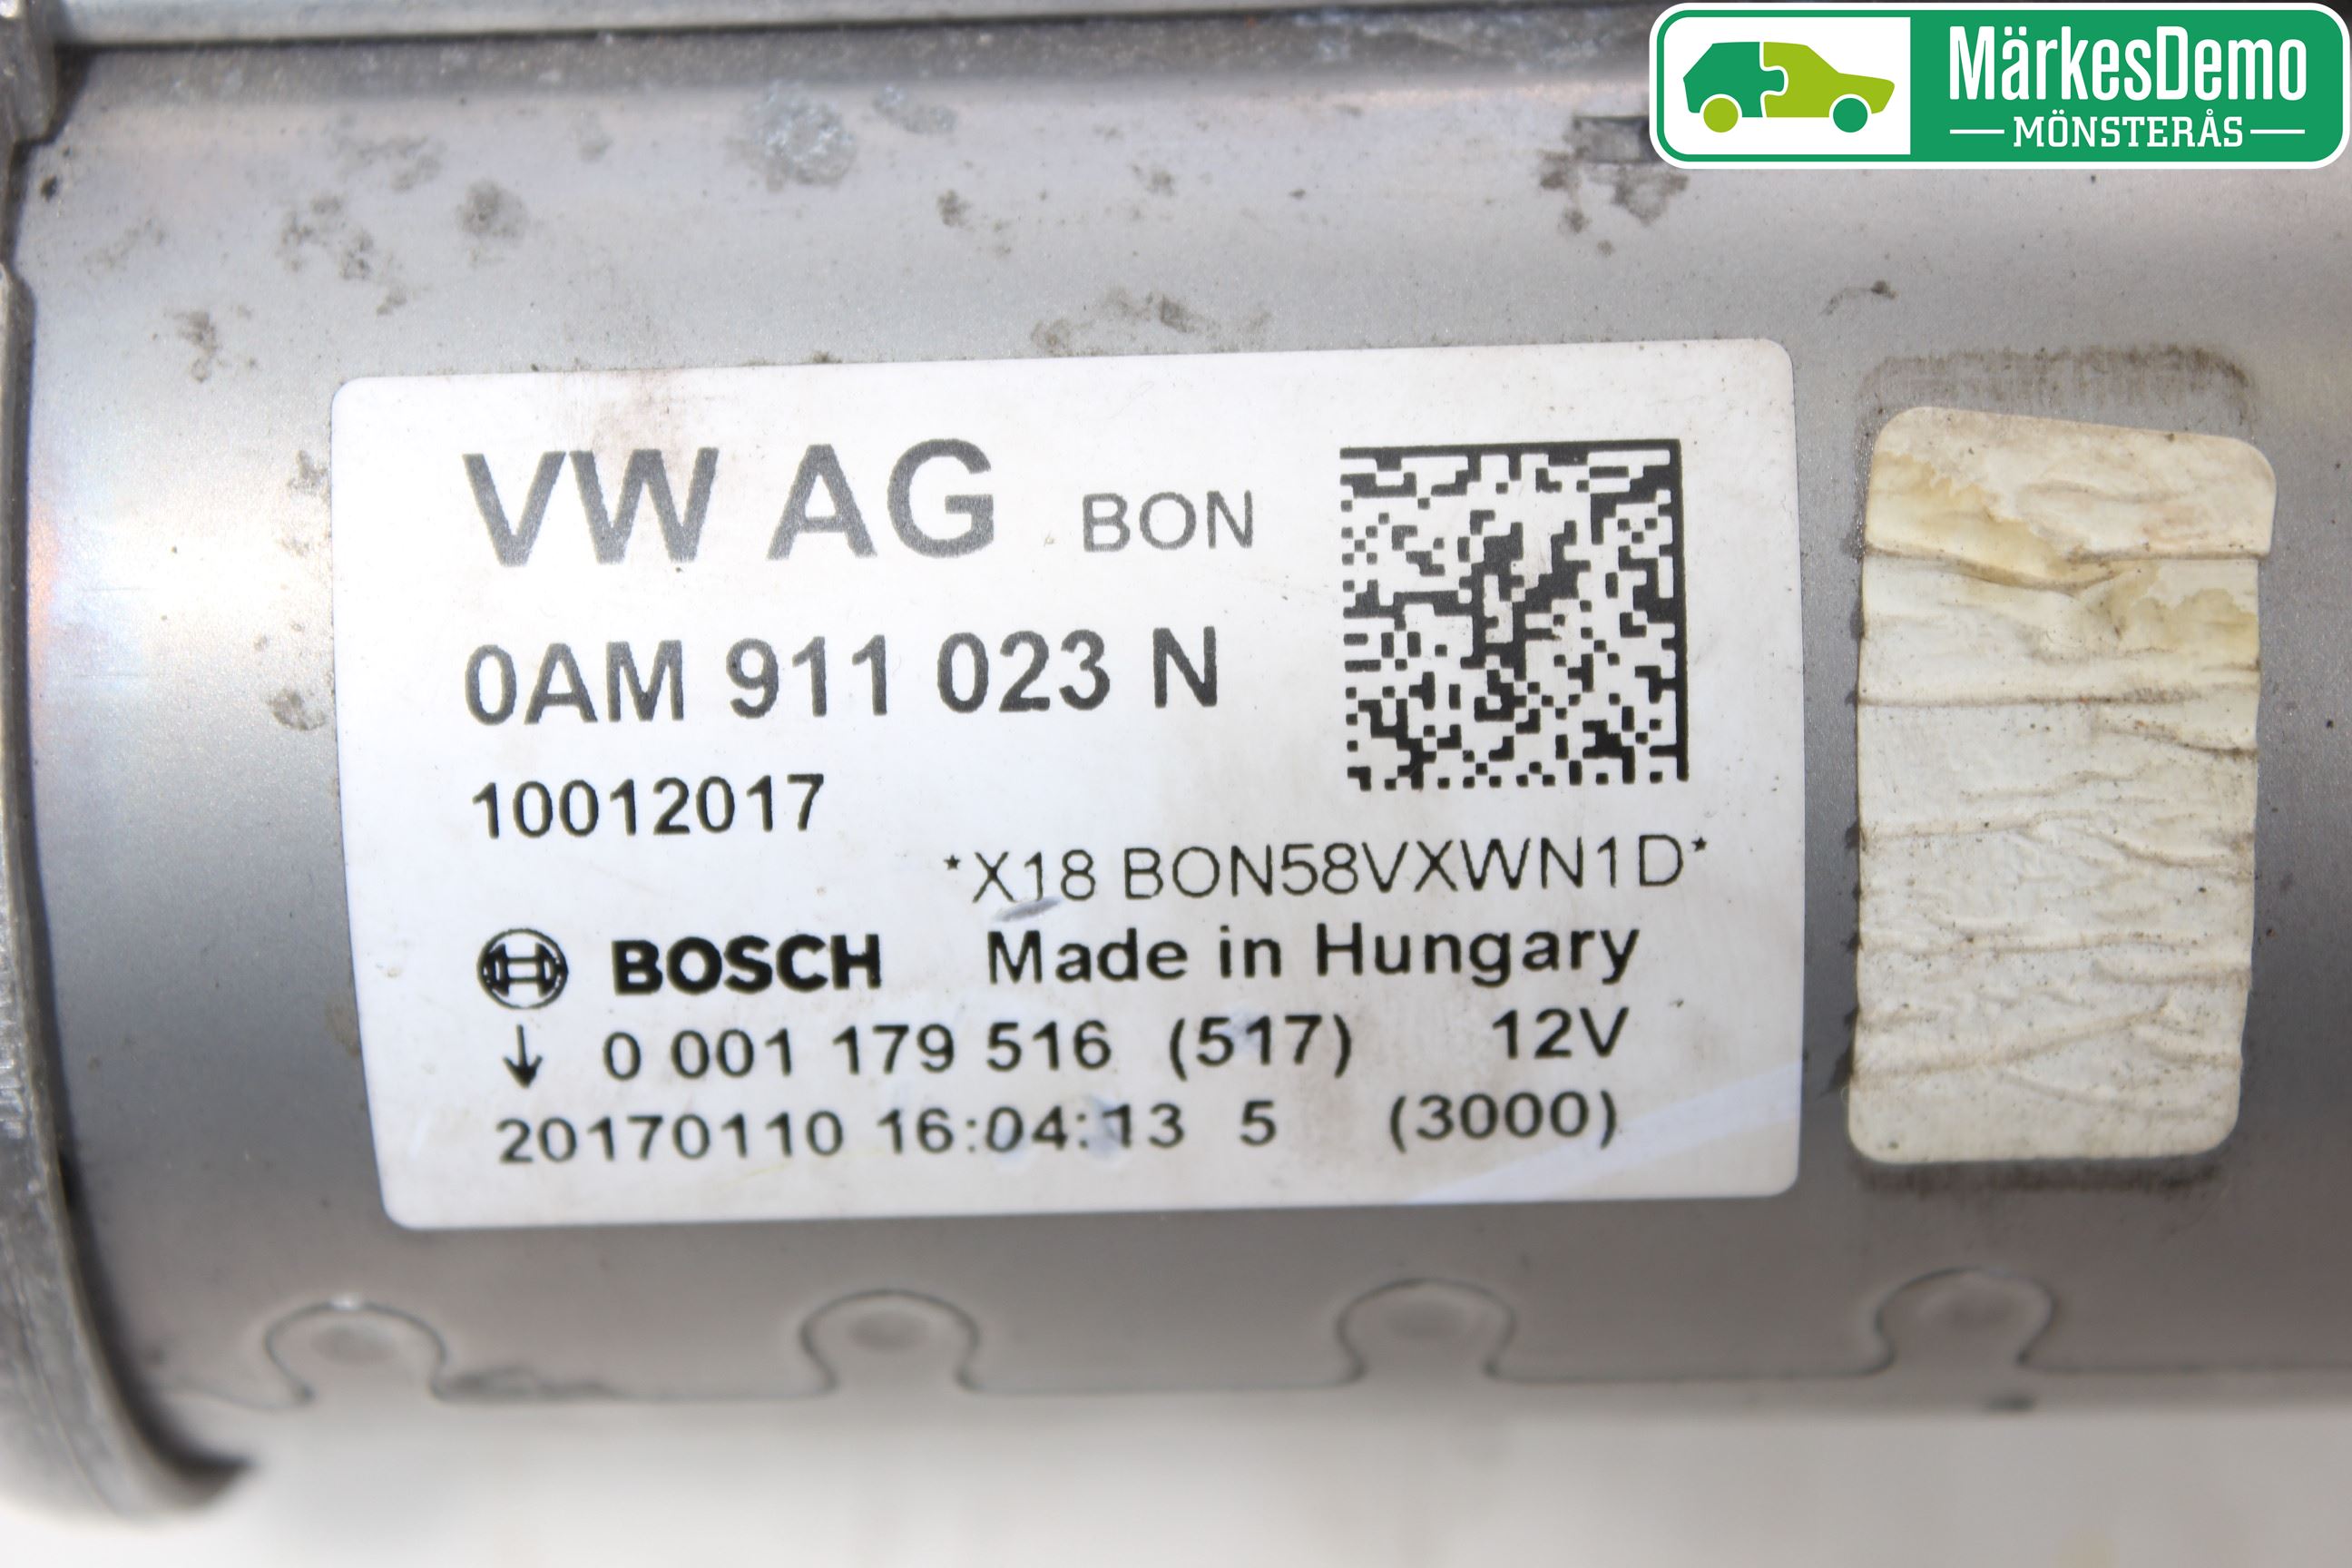 MärkesDemo
MÖNSTERÅS
VW AG BON
0AM 911 023 N
10012017
*X18 BON58VXWN1D*
BOSCH Made in Hungary
↓ 0 001 179 516 (517) 12V
20170110 16:04:13 5 (3000)